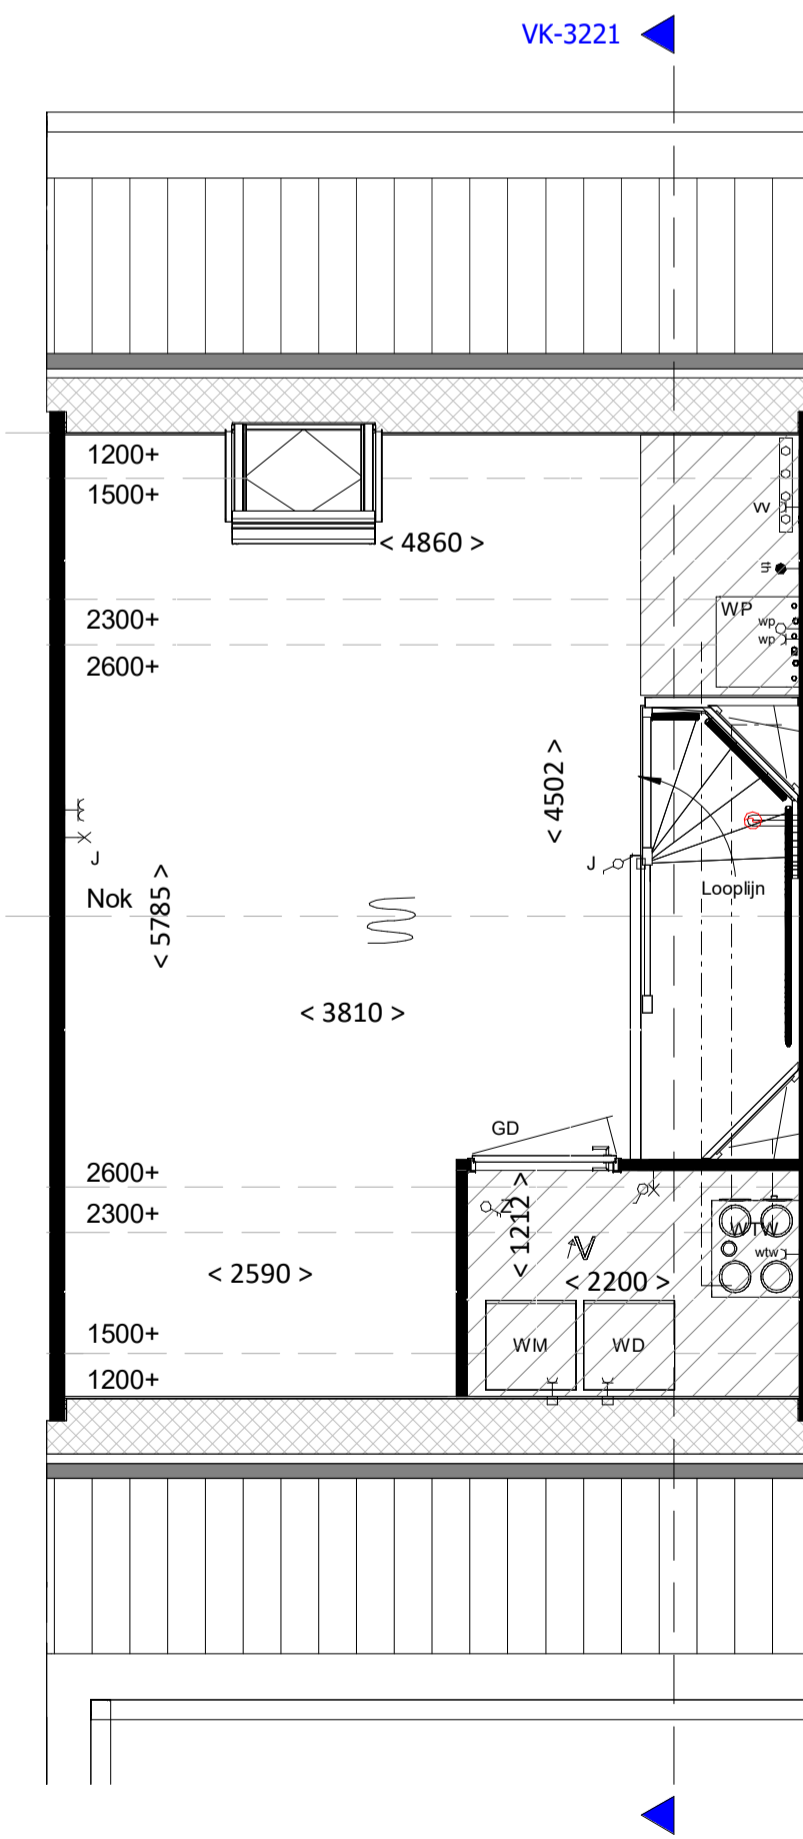 VK-3221
1200+
1500+
< 4860 >
VV
th
2300+
WP
wp
wp
2600+
< 4502 >
J
J
Looplijn
Nok
< 5785 >
< 3810 >
GD
2600+
2300+
< 1212 >
V
WTW
wtw
< 2590 >
< 2200 >
1500+
WM
WD
1200+